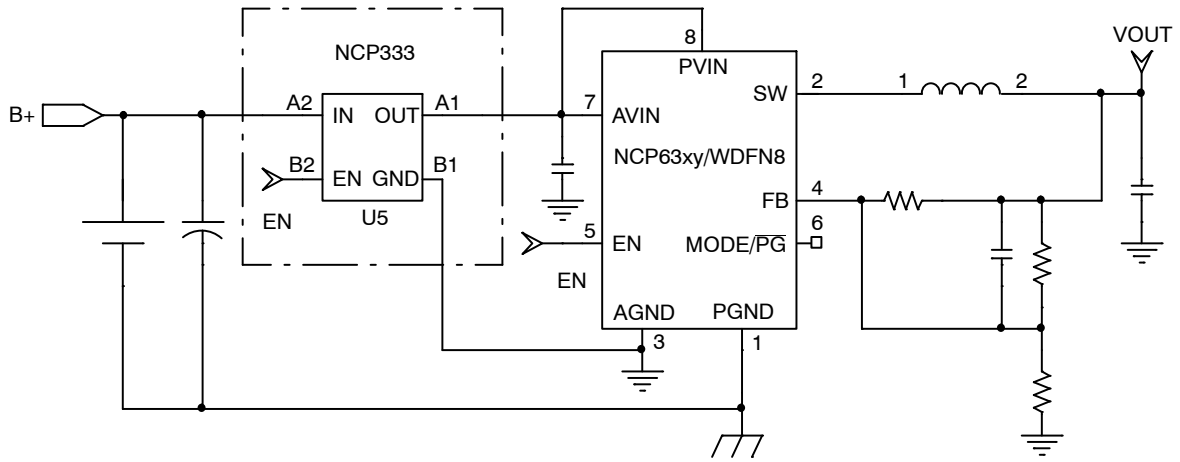 NCP333
B+
A2
IN OUT
A1
B2
EN GND
B1
EN
U5
8
PVIN
7
AVIN
SW
2
1
2
VOUT
NCP63xy/WDFN8
FB
4
5
EN
MODE/PG
6
EN
AGND
PGND
3
1